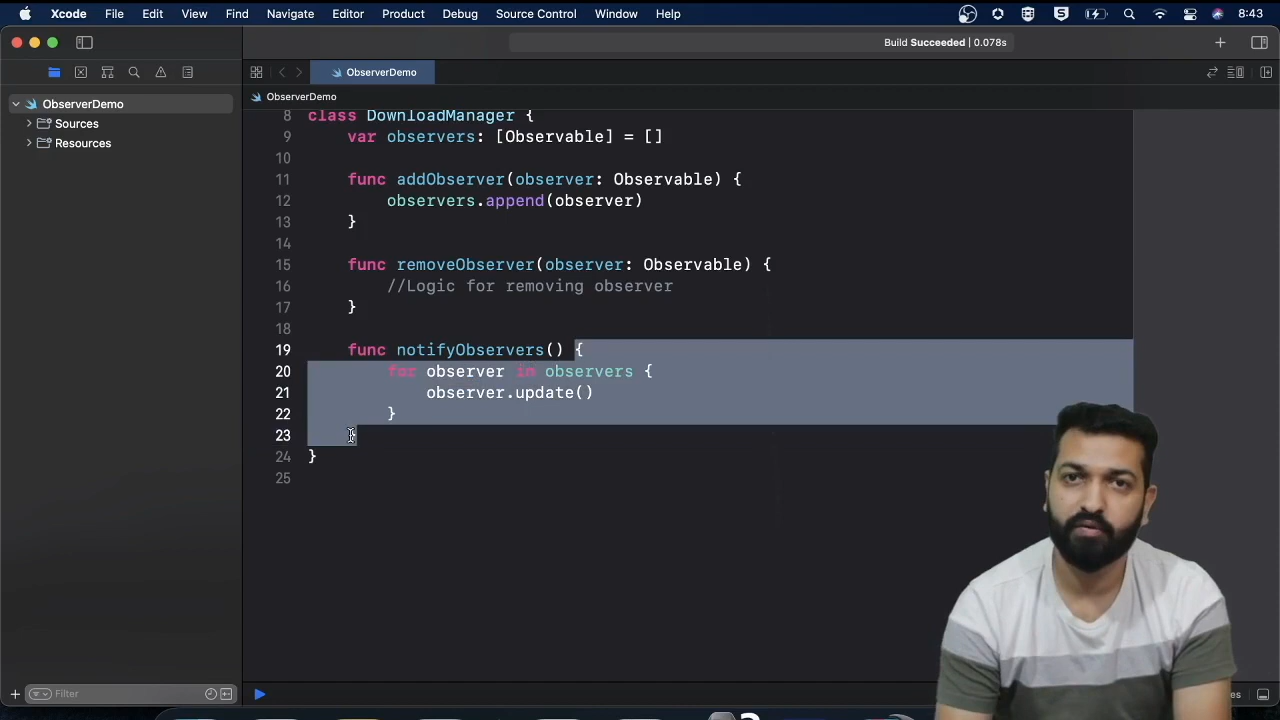 Xcode File Edit View Find Navigate Editor Product Debug Source Control Window Help 8:43
Build Succeeded | 0.078s
ObserverDemo
ObserverDemo
ObserverDemo
Sources
Resources
8 class DownloadManager {
9 var observers: [Observable] = []
10
11 func addObserver(observer: Observable) {
12 observers.append(observer)
13 }
14
15 func removeObserver(observer: Observable) {
16 //Logic for removing observer
17 }
18
19 func notifyObservers() {
20 for observer in observers {
21 observer.update()
22 }
23 }
24 }
25
Filter